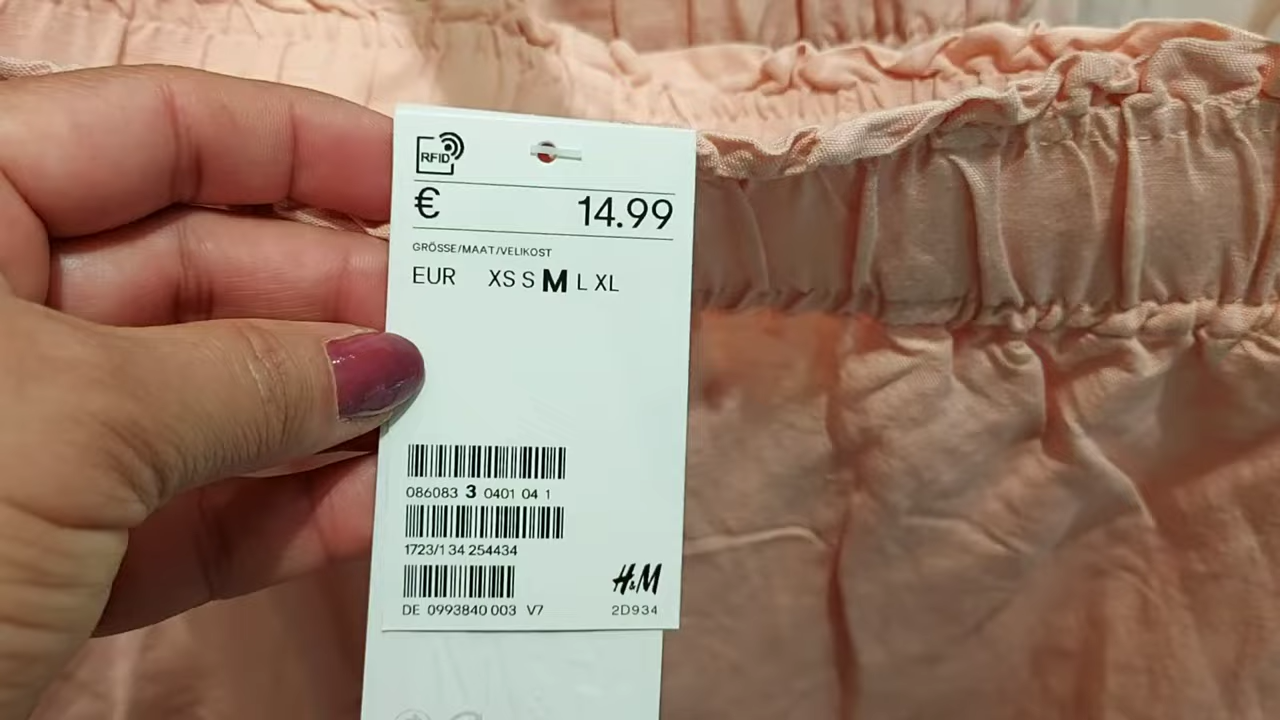 RFID
€ 14.99
GRÖSSE/MAAT/VELIKOST
EUR XS S M L XL
086083 3 0401 04 1
1723/1 34 254434
H&M
DE 0993840 003 V7 2D934